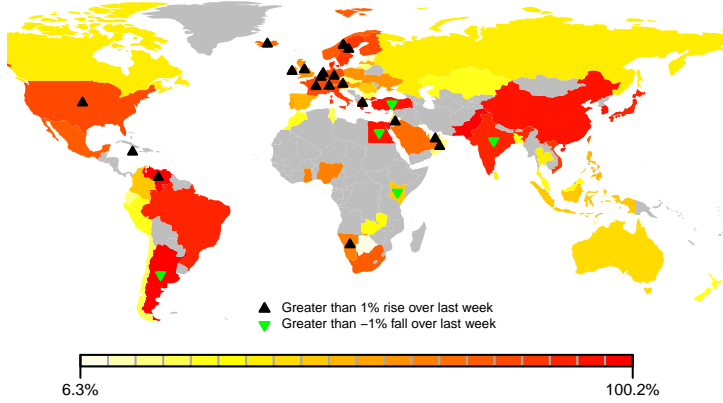 Greater than 1% rise over last week
Greater than −1% fall over last week
6.3%
100.2%